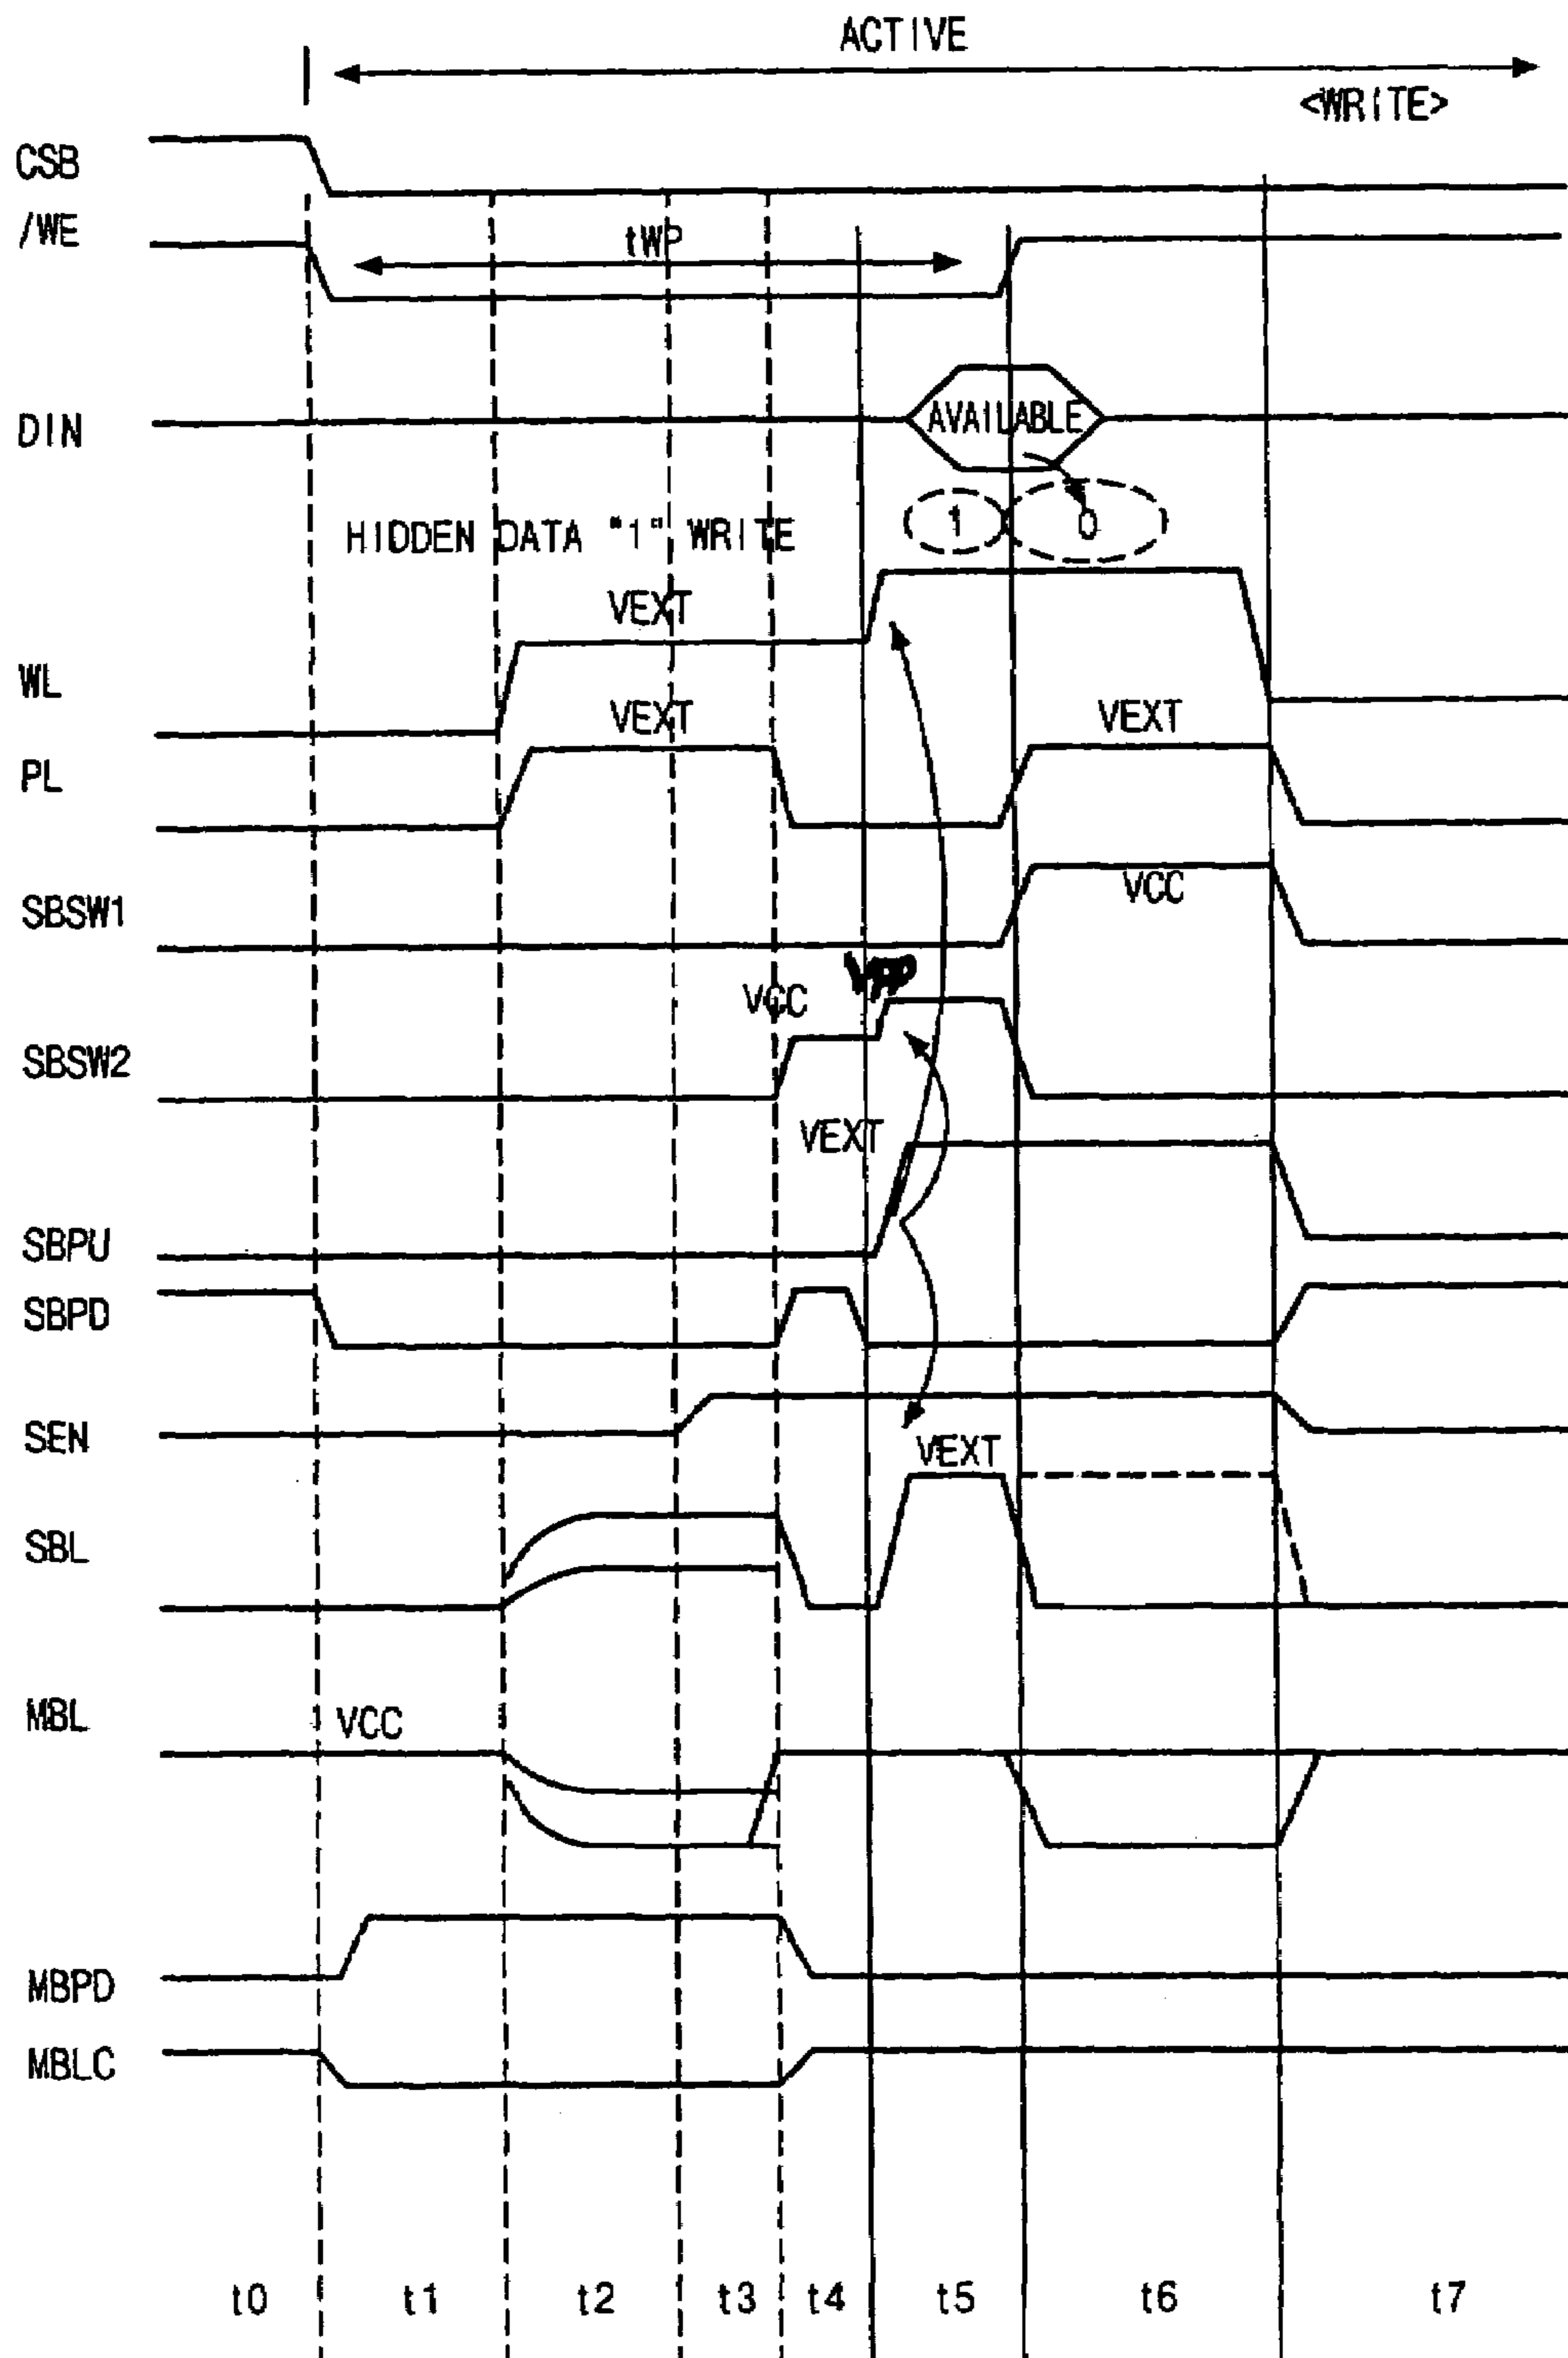 ACTIVE
<WRITE>
CSB
/WE
tWP
DIN
AVAILABLE
HIDDEN DATA "1" WRITE
1
0
VEXT
WL
VEXT
VEXT
PL
VCC
SBSW1
VPP
VCC
SBSW2
VEXT
SBPU
SBPD
SEN
VEXT
SBL
MBL
VCC
MBPD
MBLC
t0 t1 t2 t3 t4 t5 t6 t7